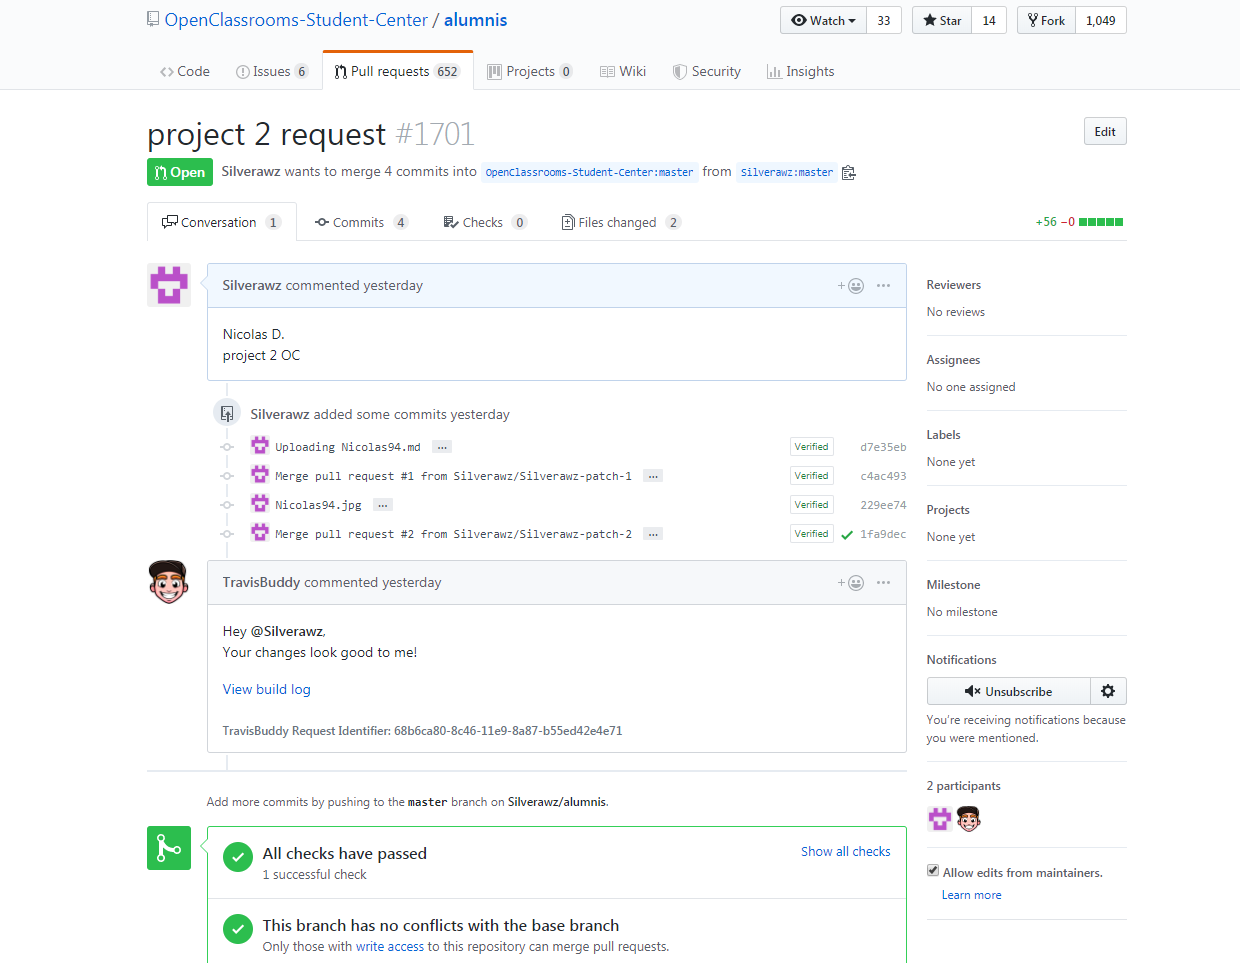 OpenClassrooms-Student-Center / alumnis
Watch 33
Star 14
Fork 1,049
Code
Issues 6
Pull requests 652
Projects 0
Wiki
Security
Insights
project 2 request #1701
Edit
Open
Silverawz wants to merge 4 commits into OpenClassrooms-Student-Center:master from Silverawz:master
Conversation 1
Commits 4
Checks 0
Files changed 2
+56 −0
Silverawz commented yesterday
Nicolas D.
project 2 OC
Silverawz added some commits yesterday
Uploading Nicolas94.md ... Verified d7e35eb
Merge pull request #1 from Silverawz/Silverawz-patch-1 ... Verified c4ac493
Nicolas94.jpg ... Verified 229ee74
Merge pull request #2 from Silverawz/Silverawz-patch-2 ... Verified 1fa9dec
TravisBuddy commented yesterday
Hey @Silverawz,
Your changes look good to me!
View build log
TravisBuddy Request Identifier: 68b6ca80-8c46-11e9-8a87-b55ed42e4e71
Add more commits by pushing to the master branch on Silverawz/alumnis.
All checks have passed
1 successful check
Show all checks
This branch has no conflicts with the base branch
Only those with write access to this repository can merge pull requests.
Reviewers
No reviews
Assignees
No one assigned
Labels
None yet
Projects
None yet
Milestone
No milestone
Notifications
Unsubscribe
You're receiving notifications because
you were mentioned.
2 participants
Allow edits from maintainers.
Learn more